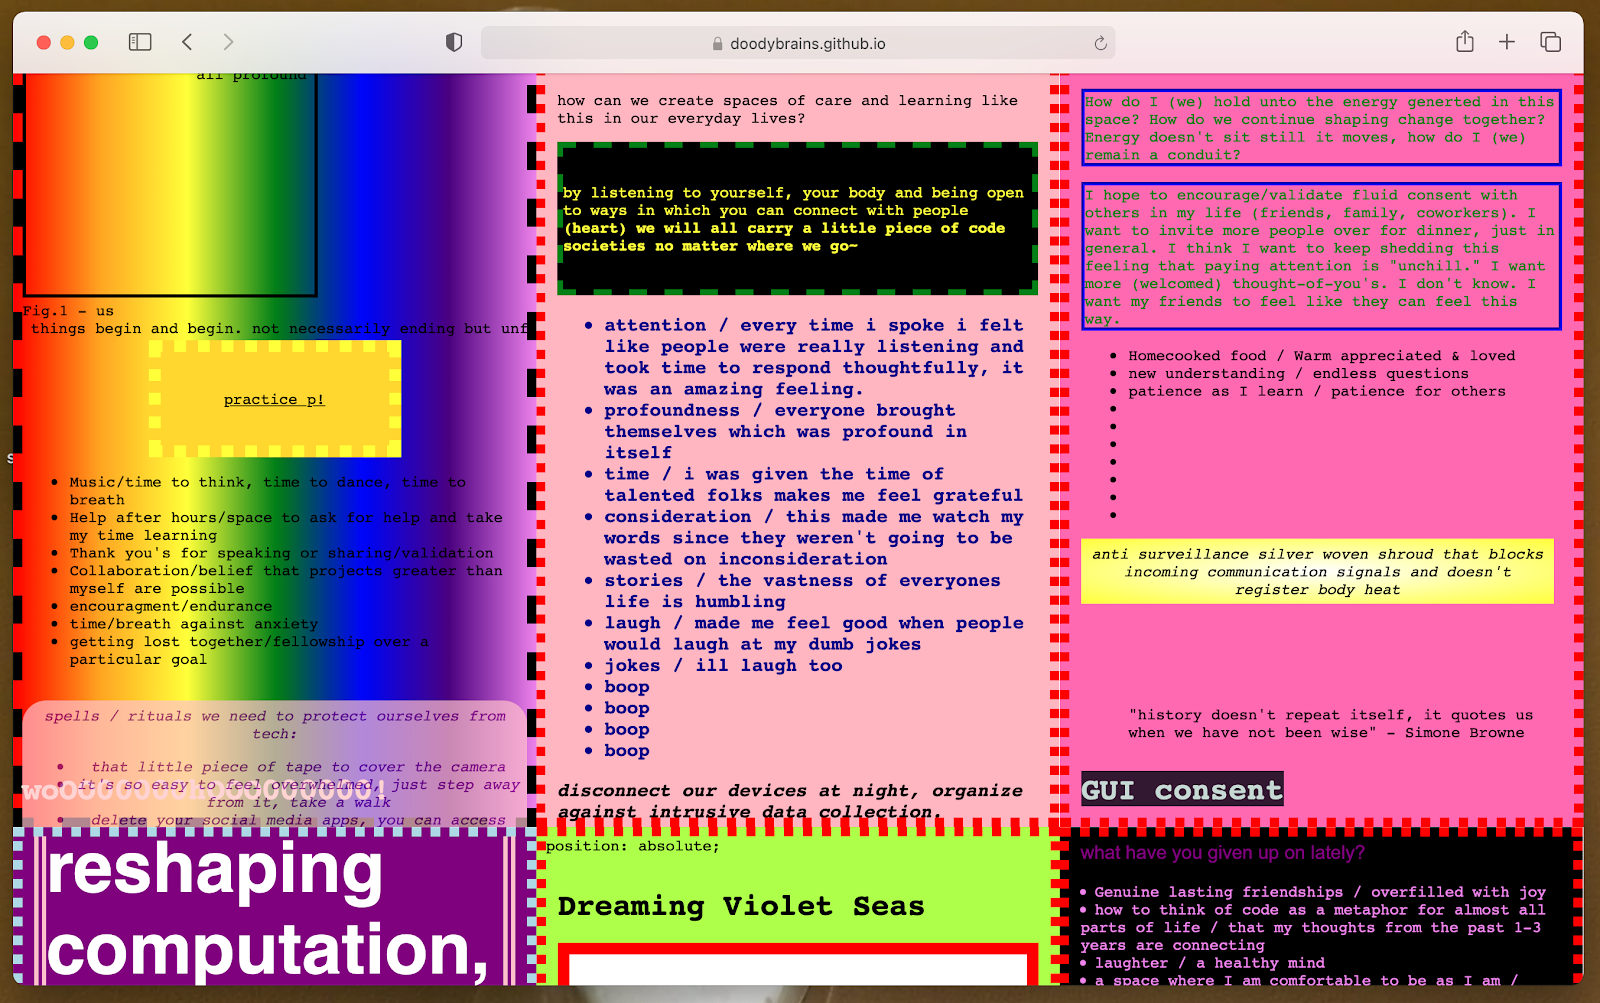 doodybrains.github.io
all profound
Fig.1 - us
things begin and begin. not necessarily ending but unf
practice p!
• Music/time to think, time to dance, time to
breath
• Help after hours/space to ask for help and take
my time learning
• Thank you's for speaking or sharing/validation
• Collaboration/belief that projects greater than
myself are possible
• encouragment/endurance
• time/breath against anxiety
• getting lost together/fellowship over a
particular goal
spells / rituals we need to protect ourselves from
tech:
• that little piece of tape to cover the camera
• it's so easy to feel overwhelmed, just step away
from it, take a walk
• delete your social media apps, you can access
reshaping
computation,
how can we create spaces of care and learning like
this in our everyday lives?
by listening to yourself, your body and being open
to ways in which you can connect with people
(heart) we will all carry a little piece of code
societies no matter where we go~
• attention / every time i spoke i felt
like people were really listening and
took time to respond thoughtfully, it
was an amazing feeling.
• profoundness / everyone brought
themselves which was profound in
itself
• time / i was given the time of
talented folks makes me feel grateful
• consideration / this made me watch my
words since they weren't going to be
wasted on inconsideration
• stories / the vastness of everyones
life is humbling
• laugh / made me feel good when people
would laugh at my dumb jokes
• jokes / ill laugh too
• boop
• boop
• boop
• boop
disconnect our devices at night, organize
against intrusive data collection.
position: absolute;
Dreaming Violet Seas
How do I (we) hold unto the energy generted in this
space? How do we continue shaping change together?
Energy doesn't sit still it moves, how do I (we)
remain a conduit?
I hope to encourage/validate fluid consent with
others in my life (friends, family, coworkers). I
want to invite more people over for dinner, just in
general. I think I want to keep shedding this
feeling that paying attention is "unchill." I want
more (welcomed) thought-of-you's. I don't know. I
want my friends to feel like they can feel this
way.
• Homecooked food / Warm appreciated & loved
• new understanding / endless questions
• patience as I learn / patience for others
anti surveillance silver woven shroud that blocks
incoming communication signals and doesn't
register body heat
"history doesn't repeat itself, it quotes us
when we have not been wise" - Simone Browne
GUI consent
what have you given up on lately?
• Genuine lasting friendships / overfilled with joy
• how to think of code as a metaphor for almost all
parts of life / that my thoughts from the past 1-3
years are connecting
• laughter / a healthy mind
• a space where I am comfortable to be as I am /